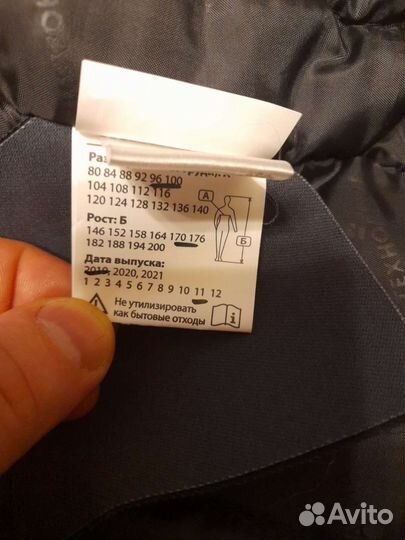 80 84 88 92 96 100
104 108 112 116
120 124 128 132 136 140
А
Рост: Б
146 152 158 164 170 176
182 188 194 200
Б
Дата выпуска:
2019, 2020, 2021
1 2 3 4 5 6 7 8 9 10 11 12
Не утилизировать
как бытовые отходы
Avito